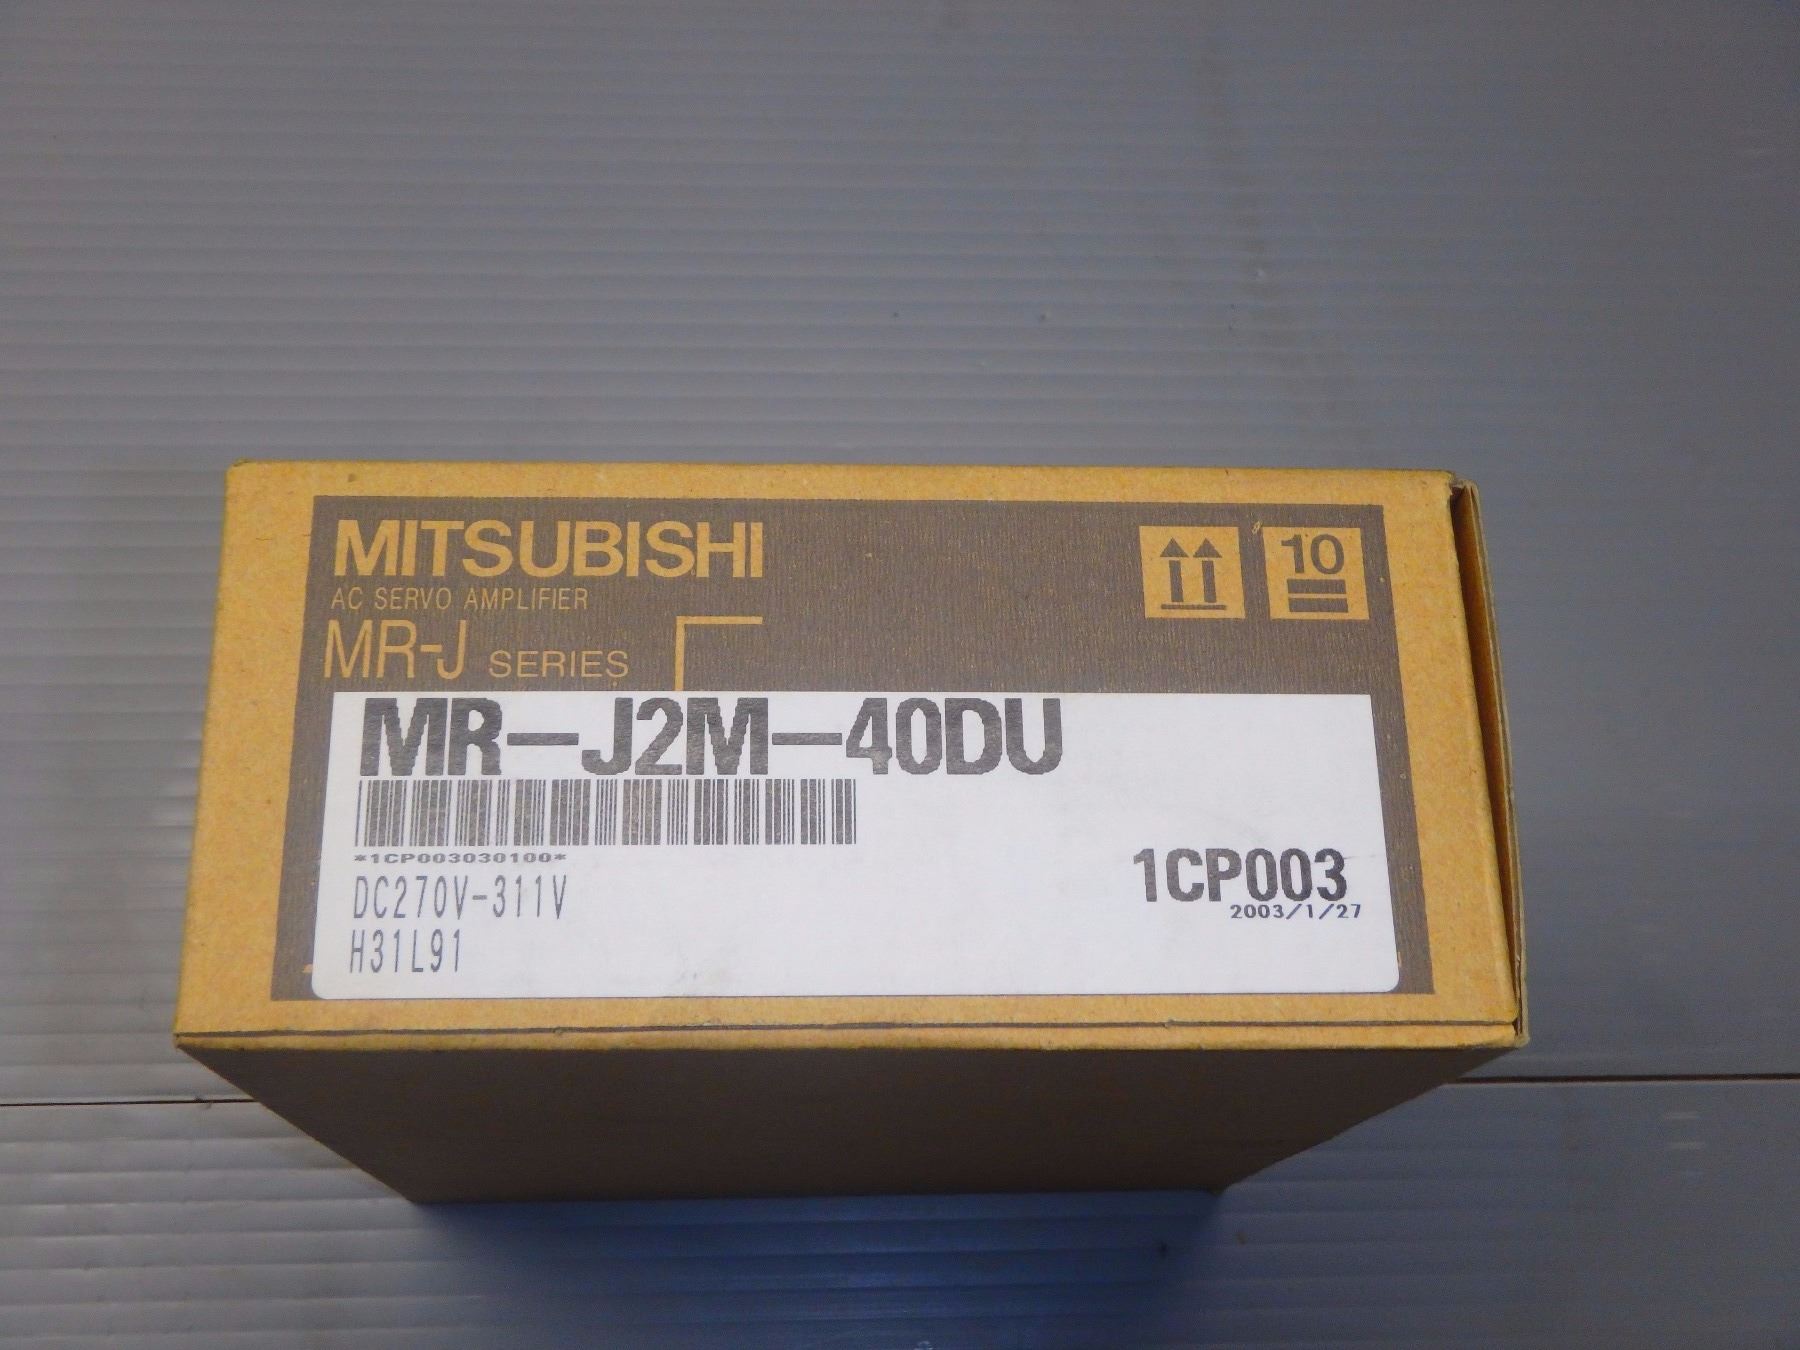 MITSUBISHI
AC SERVO AMPLIFIER
MR-J SERIES
10
MR-J2M-40DU
*1CP003030100*
DC270V-311V
H31L91
1CP003
2003/1/27